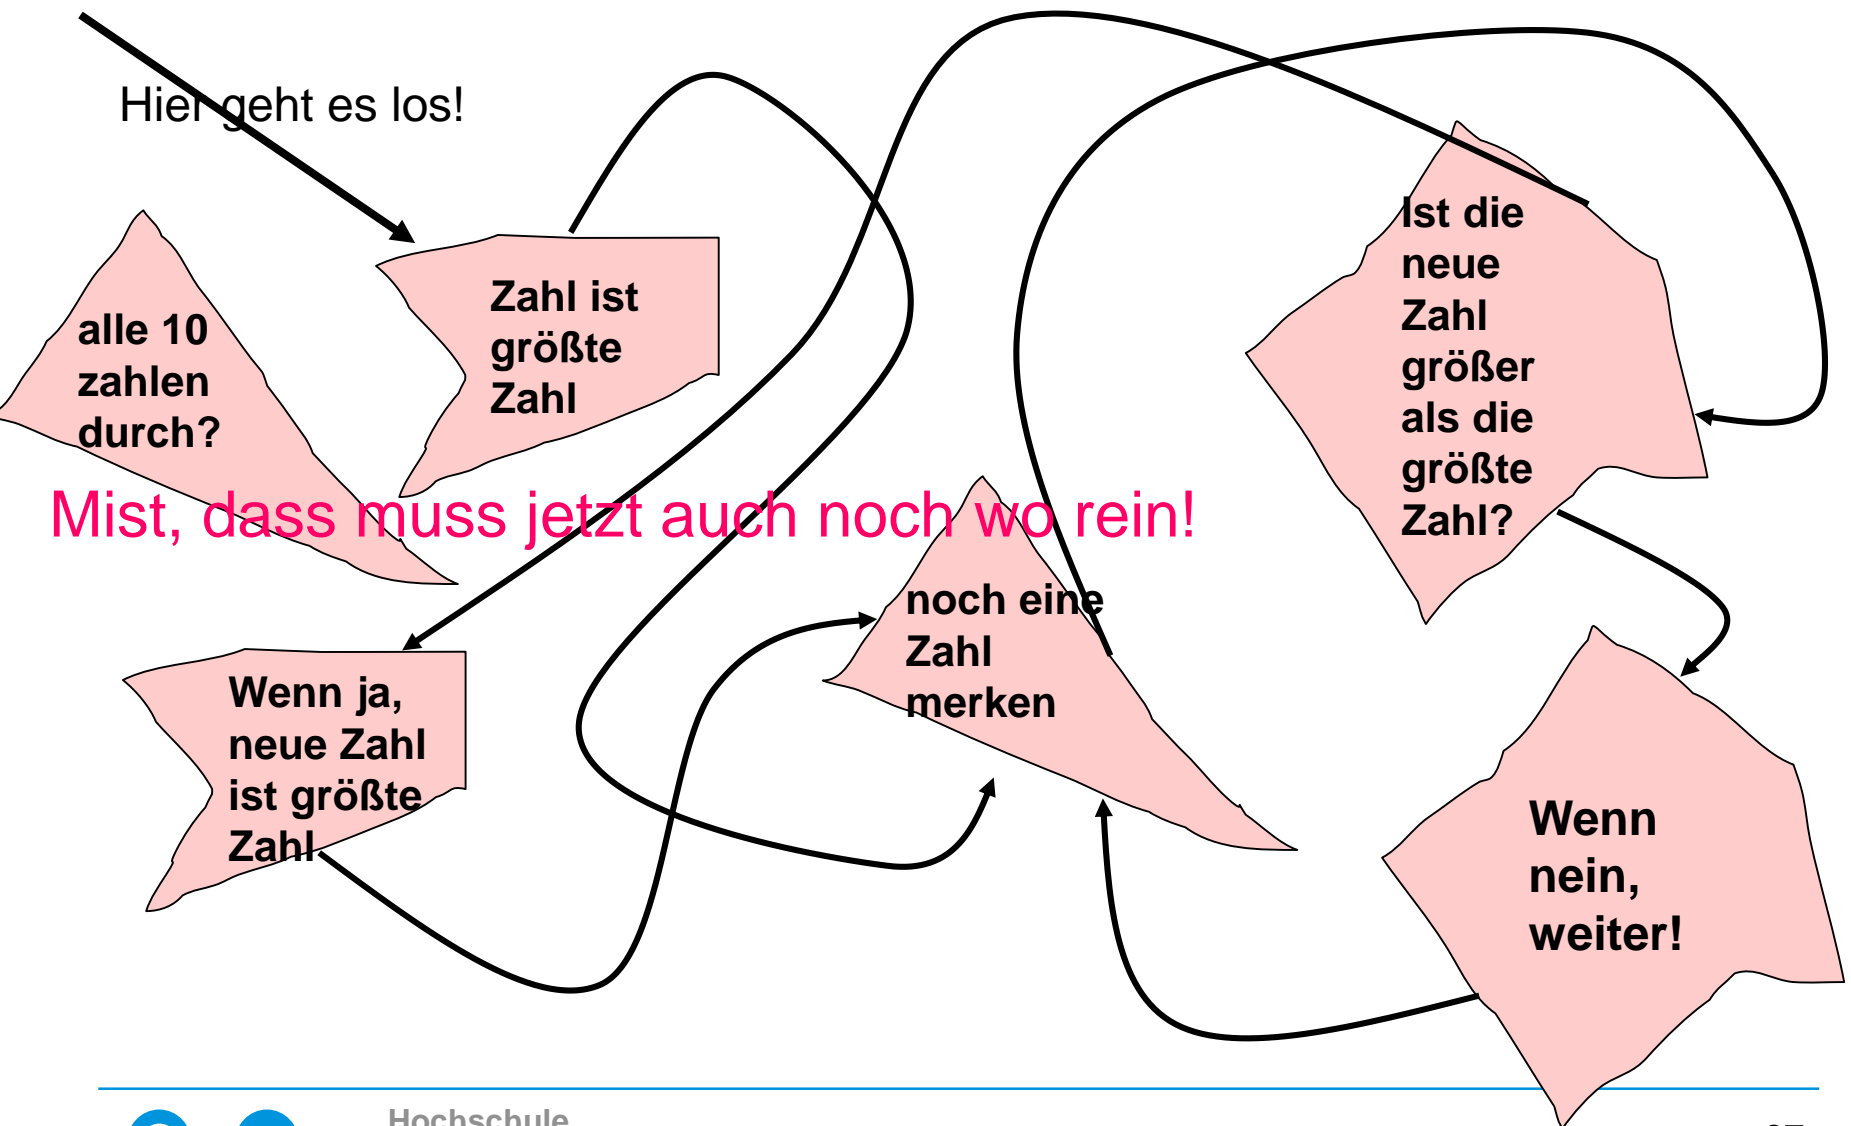 Hier geht es los!
alle 10
zahlen
durch?
Zahl ist
größte
Zahl
Ist die
neue
Zahl
größer
als die
größte
Zahl?
Mist, dass muss jetzt auch noch wo rein!
noch eine
Zahl
merken
Wenn ja,
neue Zahl
ist größte
Zahl
Wenn
nein,
weiter!
Hochschule